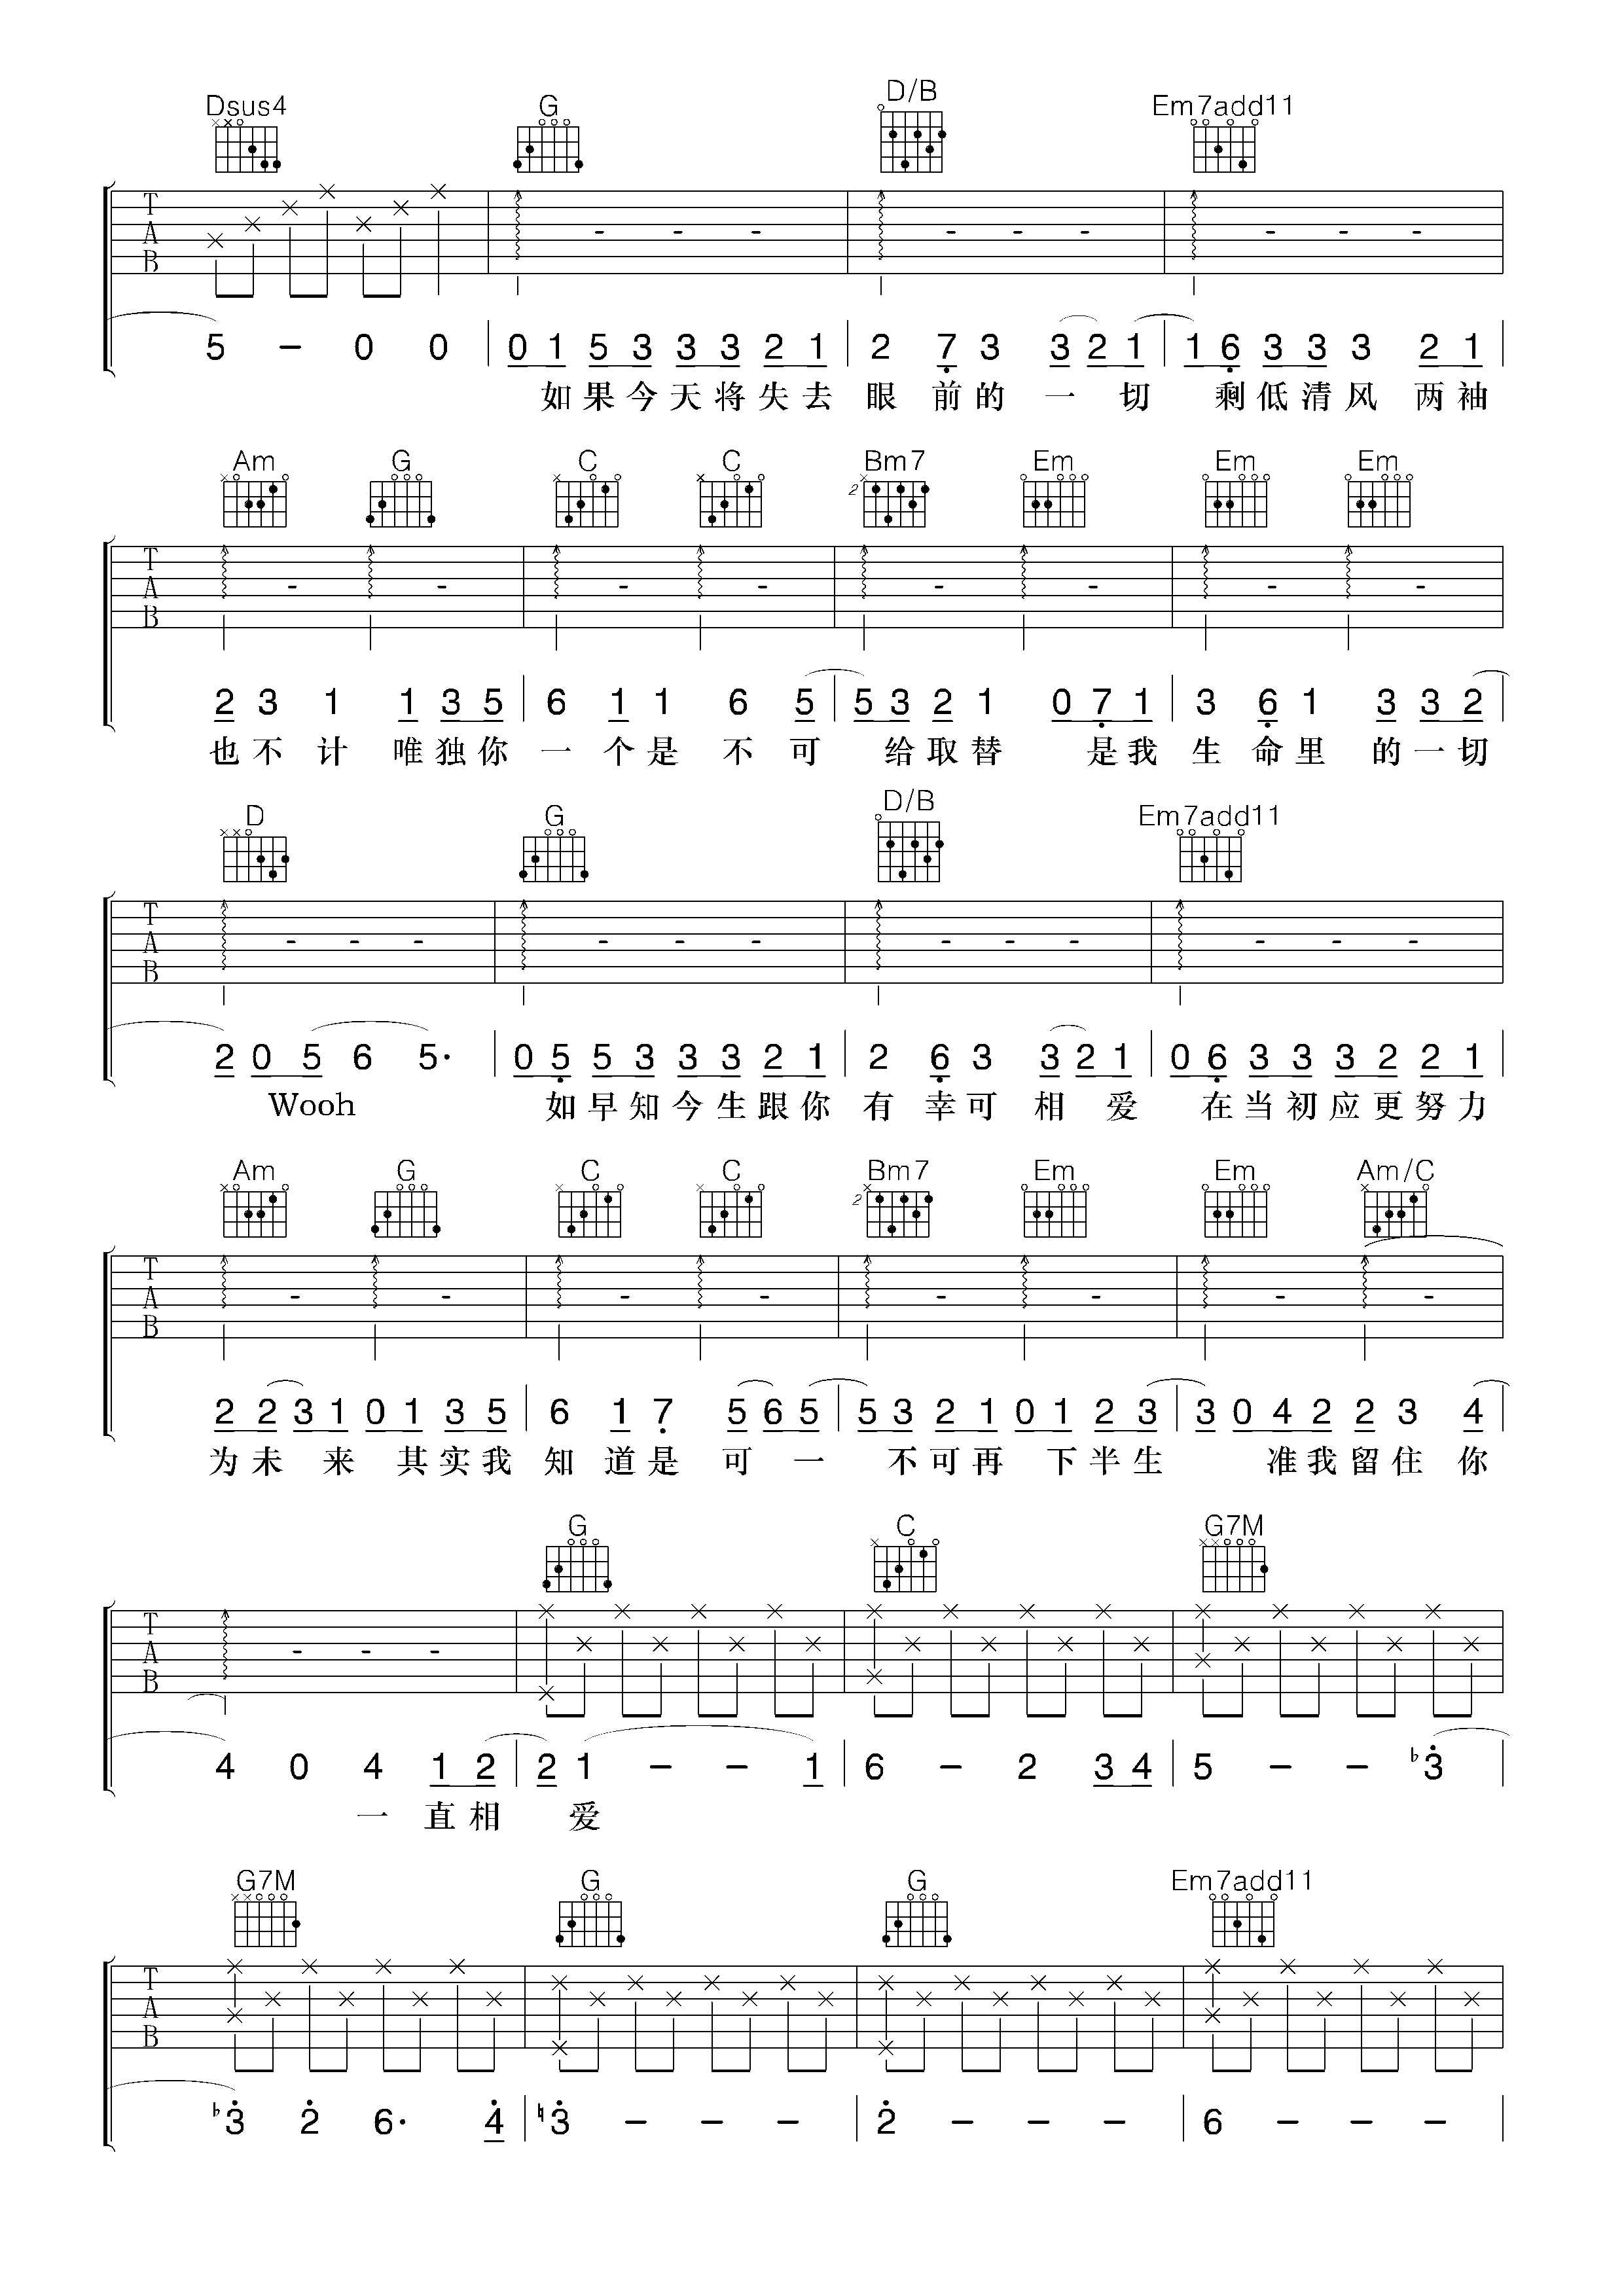 Dsus4 G D/B Em7add11
T A B
5 - 0 0 | 0 1 5 3 3 3 2 1 | 2 7 3 3 2 1 | 1 6 3 3 3 2 1 |
如果今天将失去 眼前的一切 剩低清风两袖
Am G C C Bm7 Em Em Em
2
T A B
2 3 1 1 3 5 | 6 1 1 6 5 | 5 3 2 1 0 7 1 | 3 6 1 3 3 2
也不计 唯独你 一个是不可 给取替 是我 生命里的一切
D G D/B Em7add11
T A B
2 0 5 6 5· | 0 5 5 3 3 3 2 1 | 2 6 3 3 2 1 | 0 6 3 3 3 2 2 1 |
Wooh 如早知今生跟你 有幸可相爱 在当初应更努力
Am G C C Bm7 Em Em Am/C
2
T A B
2 2 3 1 0 1 3 5 | 6 1 7 5 6 5 | 5 3 2 1 0 1 2 3 | 3 0 4 2 2 3 4
为未来 其实我 知道是可一 不可再 下半生 准我留住你
G C G7M
T A B
4 0 4 1 2 | 2 1 - - 1 | 6 - 2 3 4 | 5 - - ♭3 |
一直相 爱
G7M G G Em7add11
T A B
♭3 2 6· 4 | ♮3 - - - | 2 - - - | 6 - - - |